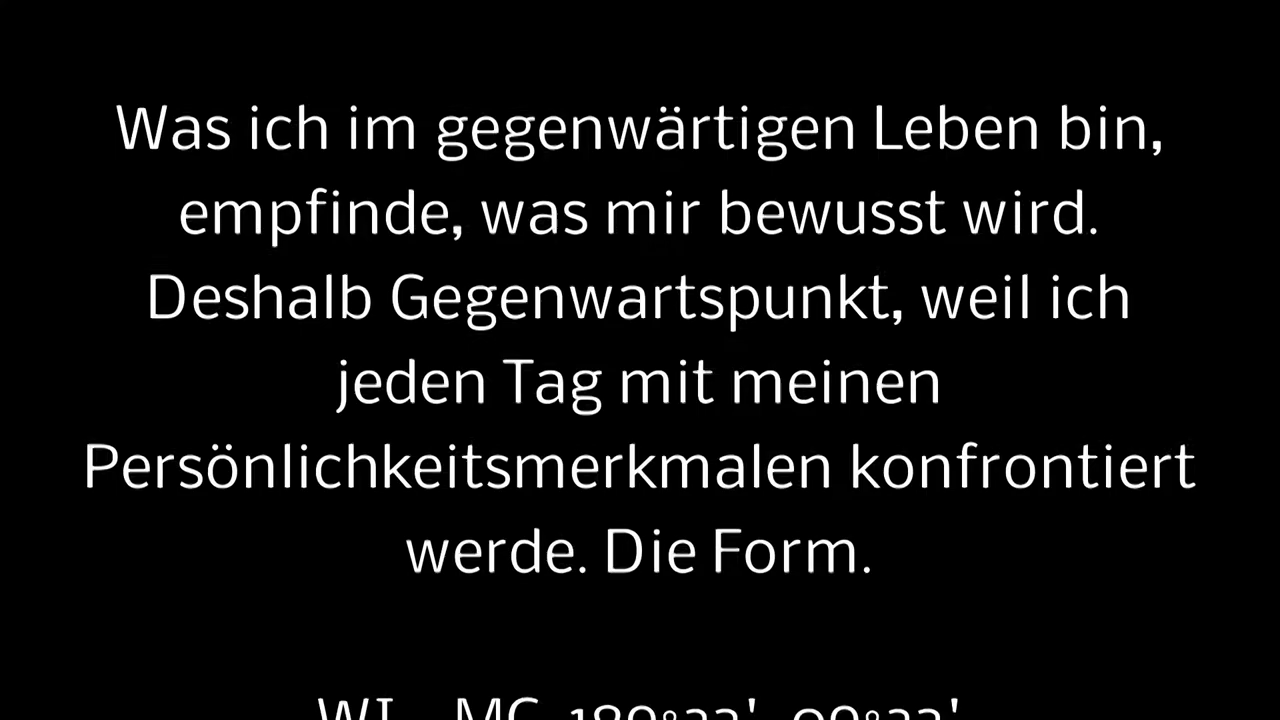 Was ich im gegenwärtigen Leben bin,
empfinde, was mir bewusst wird.
Deshalb Gegenwartspunkt, weil ich
jeden Tag mit meinen
Persönlichkeitsmerkmalen konfrontiert
werde. Die Form.
MC